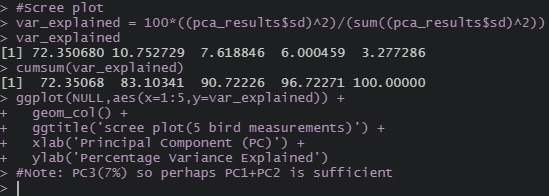 > #Scree plot
> var_explained = 100*((pca_results$sd)^2)/(sum((pca_results$sd)^2))
> var_explained
[1] 72.350680 10.752729  7.618846  6.000459  3.277286
> cumsum(var_explained)
[1]  72.35068  83.10341  90.72226  96.72271 100.00000
> ggplot(NULL,aes(x=1:5,y=var_explained)) +
+   geom_col() +
+   ggtitle('scree plot(5 bird measurements)') +
+   xlab('Principal Component (PC)') +
+   ylab('Percentage Variance Explained')
> #Note: PC3(7%) so perhaps PC1+PC2 is sufficient
>